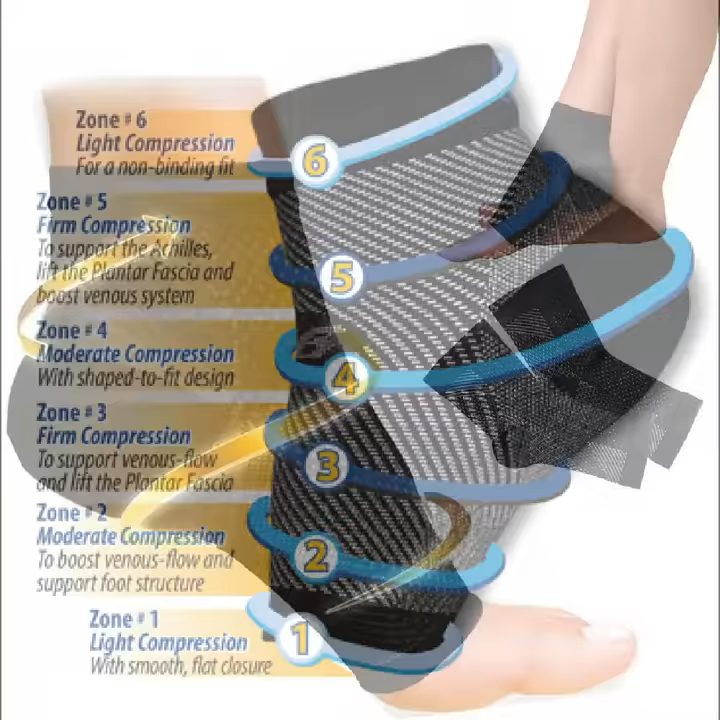 Zone # 6
Light Compression
For a non-binding fit
6
Zone # 5
Firm Compression
To support the Achilles,
lift the Plantar Fascia and
boost venous system
5
Zone # 4
Moderate Compression
With shaped-to-fit design
4
Zone # 3
Firm Compression
To support venous-flow
and lift the Plantar Fascia
3
Zone # 2
Moderate Compression
To boost venous-flow and
support foot structure
2
Zone # 1
Light Compression
With smooth, flat closure
1